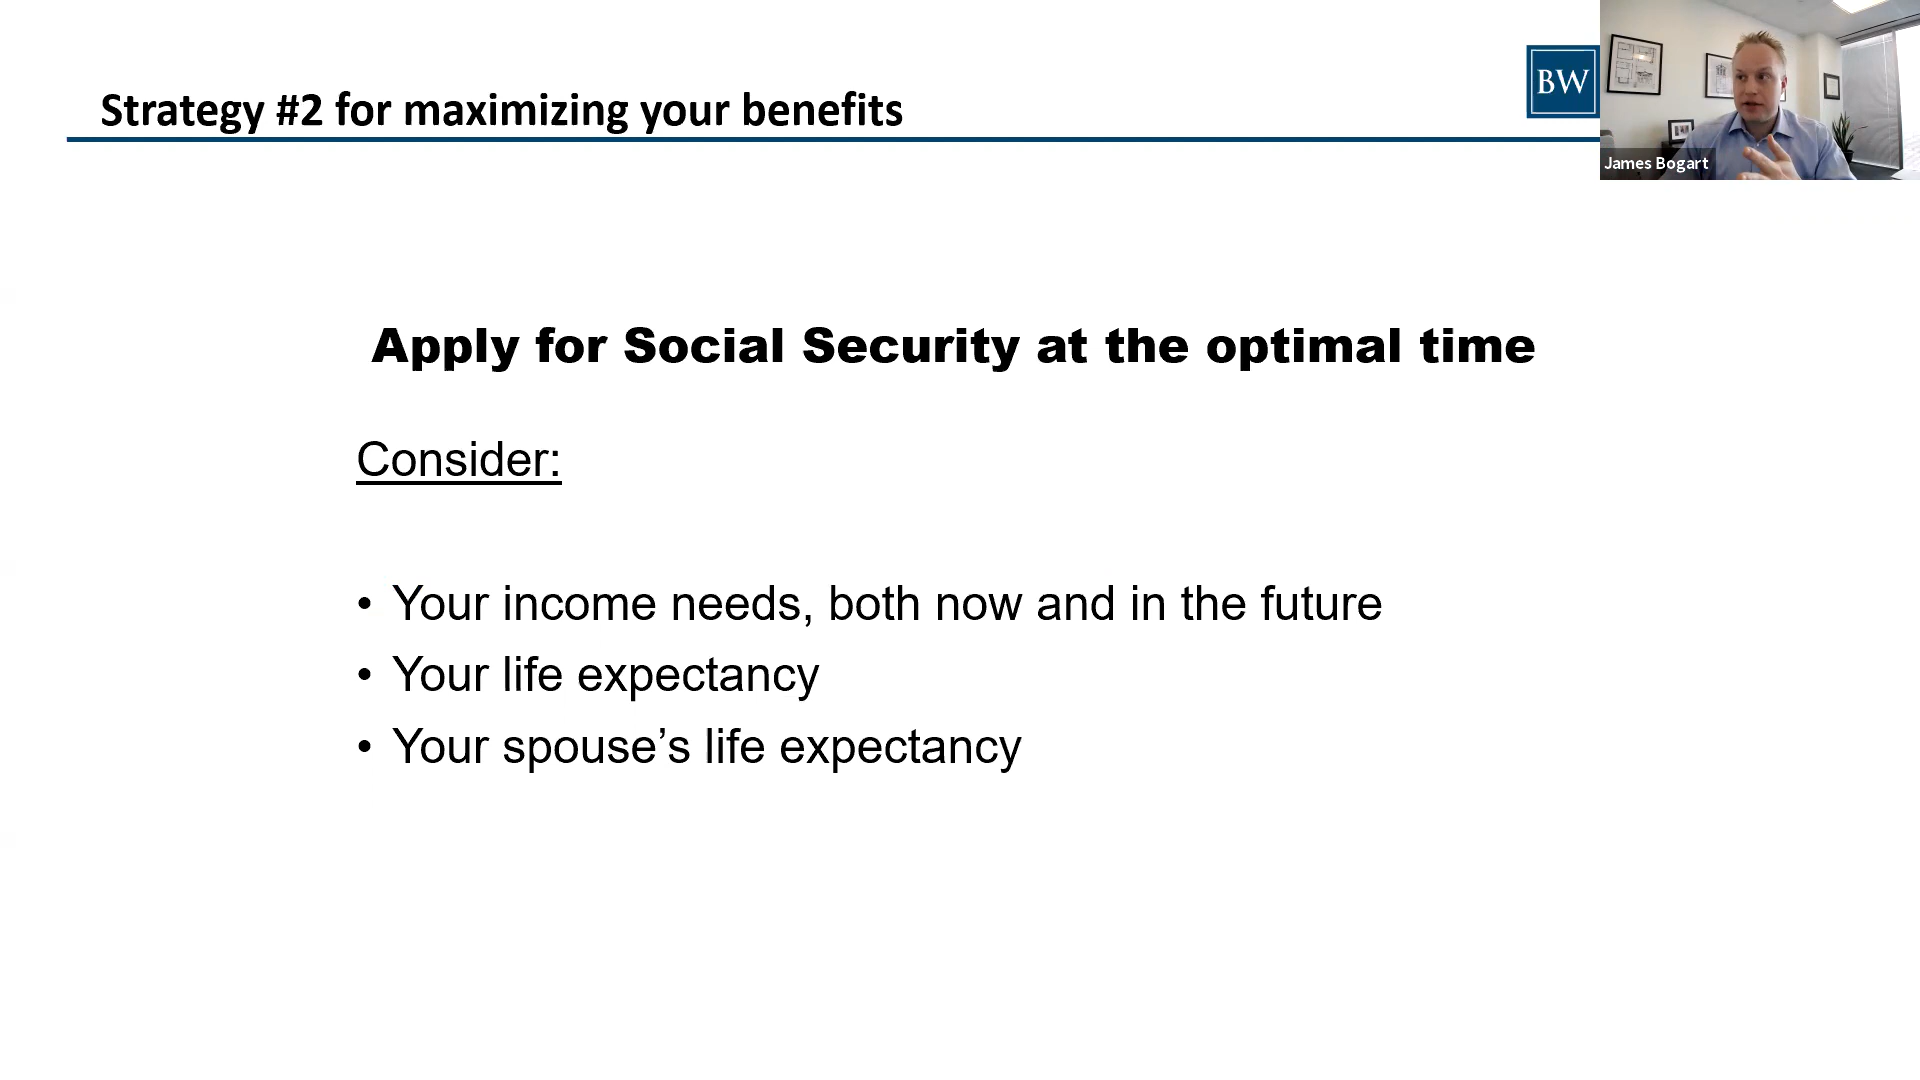 Strategy #2 for maximizing your benefits
BW
James Bogart
Apply for Social Security at the optimal time
Consider:
• Your income needs, both now and in the future
• Your life expectancy
• Your spouse’s life expectancy